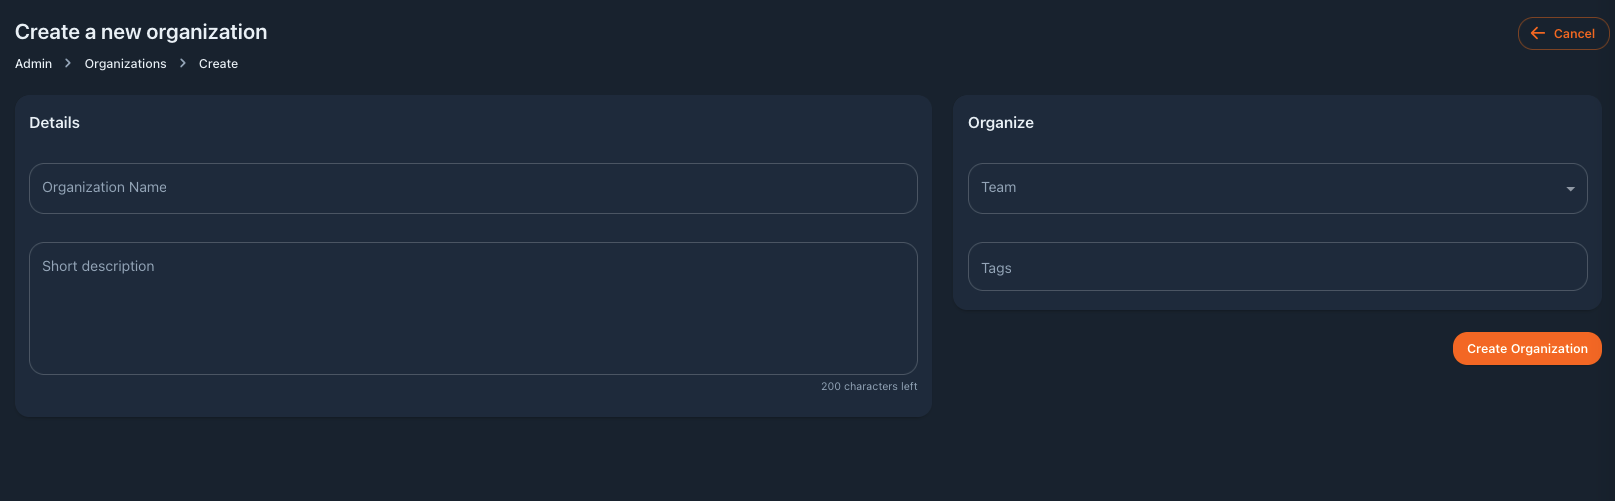 Create a new organization
Cancel
Admin > Organizations > Create
Details
Organization Name
Short description
200 characters left
Organize
Team
Tags
Create Organization